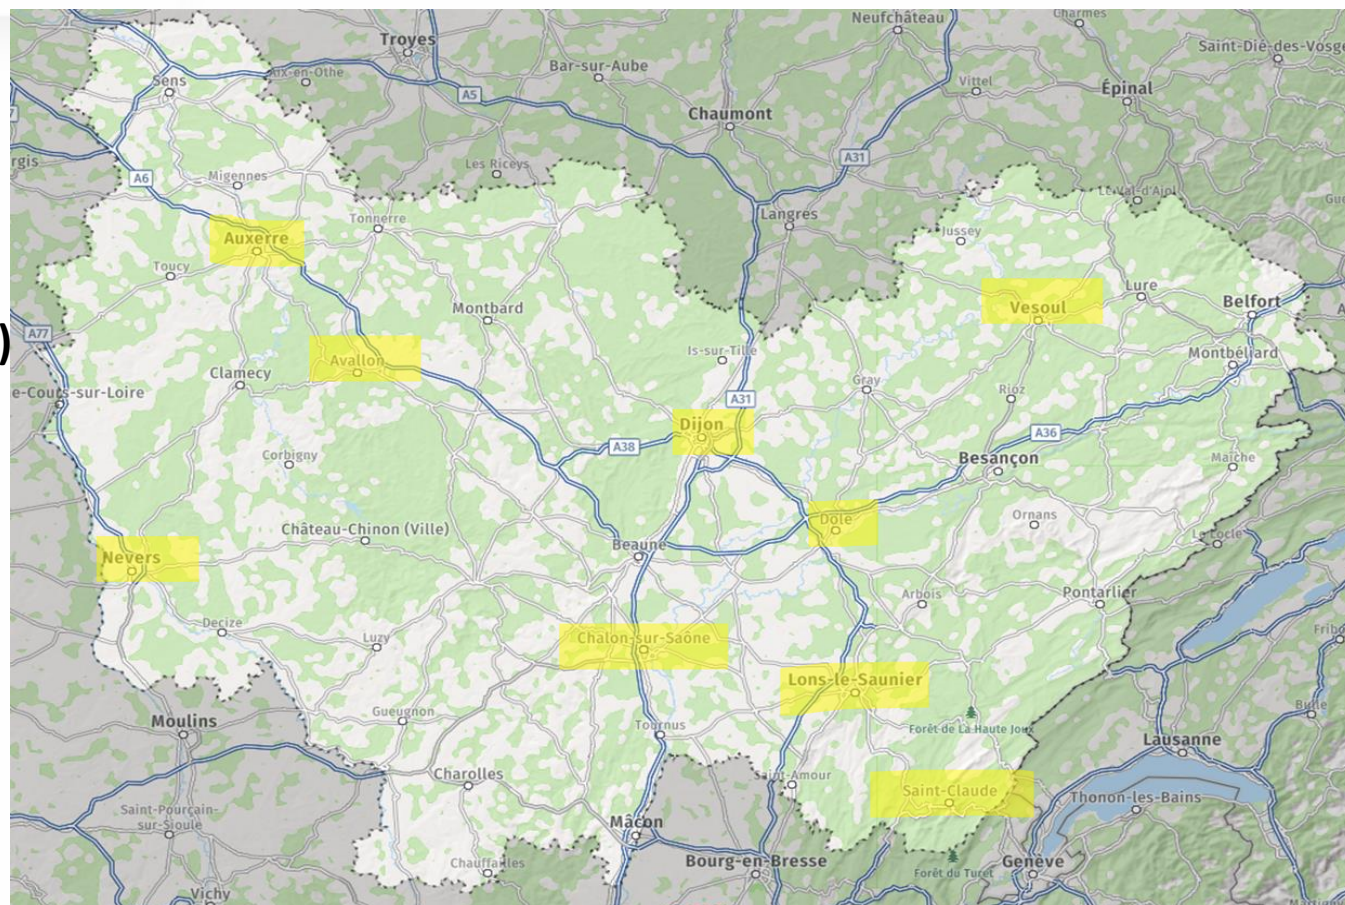 Neufchâteau
Charmes
Troyes
Saint-Dié-des-Vosge
Bar-sur-Aube
Sens
Aix-en-Othe
Vittel
Épinal
A5
Chaumont
A31
rgis
Les Riceys
A6
Migennes
Le Val-d'Ajol
Langres
Tonnerre
Jussey
Auxerre
Toucy
Lure
Belfort
Vesoul
Montbard
A77
)
Is-sur-Tille
Montbéliard
Avallon
Clamecy
Gray
Rioz
e-Cours-sur-Loire
A31
Dijon
A36
A38
Corbigny
Besançon
Maîche
Dole
Ornans
Château-Chinon (Ville)
Le Locle
Beaune
Nevers
Pontarlier
Arbois
Decize
Fribo
Luzy
Chalon-sur-Saône
Lons-le-Saunier
Bulle
Gueugnon
Moulins
Tournus
Forêt de La Haute Joux
Lausanne
Charolles
Saint-Amour
Saint-Claude
Thonon-les-Bains
Saint-Pourçain-
sur-Sioule
Mâcon
Chauffailles
Bourg-en-Bresse
Genève
Forêt du Turet
Vichy